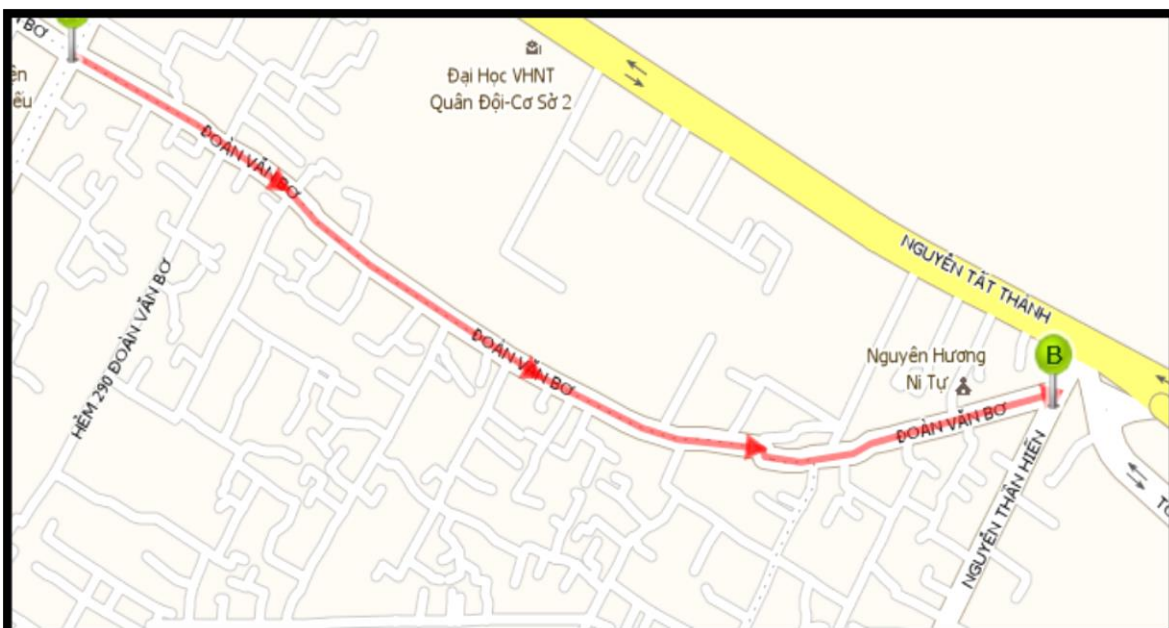 BƠ
ĐOÀN VĂN BƠ
Đại Học VHNT
Quân Đội-Cơ Sở 2
NGUYỄN TẤT THÀNH
HẺM 290 ĐOÀN VĂN BƠ
ĐOÀN VĂN BƠ
Nguyên Hương
Ni Tự
B
ĐOÀN VĂN BƠ
NGUYỄN THẦN HIẾN